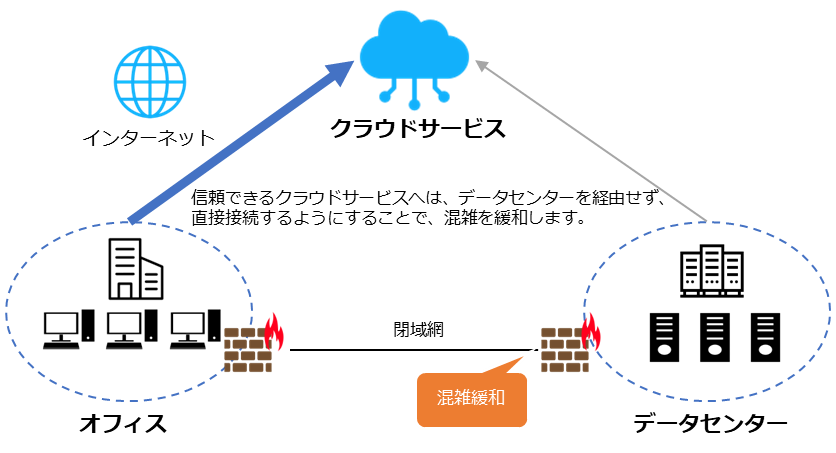 インターネット
クラウドサービス
信頼できるクラウドサービスへは、データセンターを経由せず、
直接接続するようにすることで、混雑を緩和します。
閉域網
混雑緩和
オフィス
データセンター